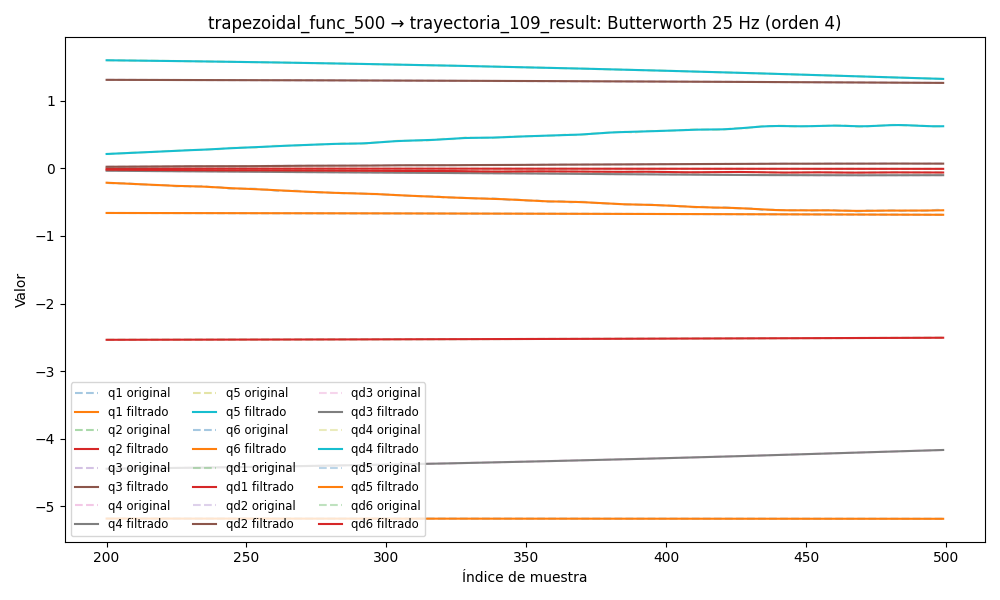 trapezoidal_func_500 → trayectoria_109_result: Butterworth 25 Hz (orden 4)
Valor
1
0
−1
−2
−3
−4
−5
q1 original
q1 filtrado
q2 original
q2 filtrado
q3 original
q3 filtrado
q4 original
q4 filtrado
q5 original
q5 filtrado
q6 original
q6 filtrado
qd1 original
qd1 filtrado
qd2 original
qd2 filtrado
qd3 original
qd3 filtrado
qd4 original
qd4 filtrado
qd5 original
qd5 filtrado
qd6 original
qd6 filtrado
200
250
300
350
400
450
500
Índice de muestra